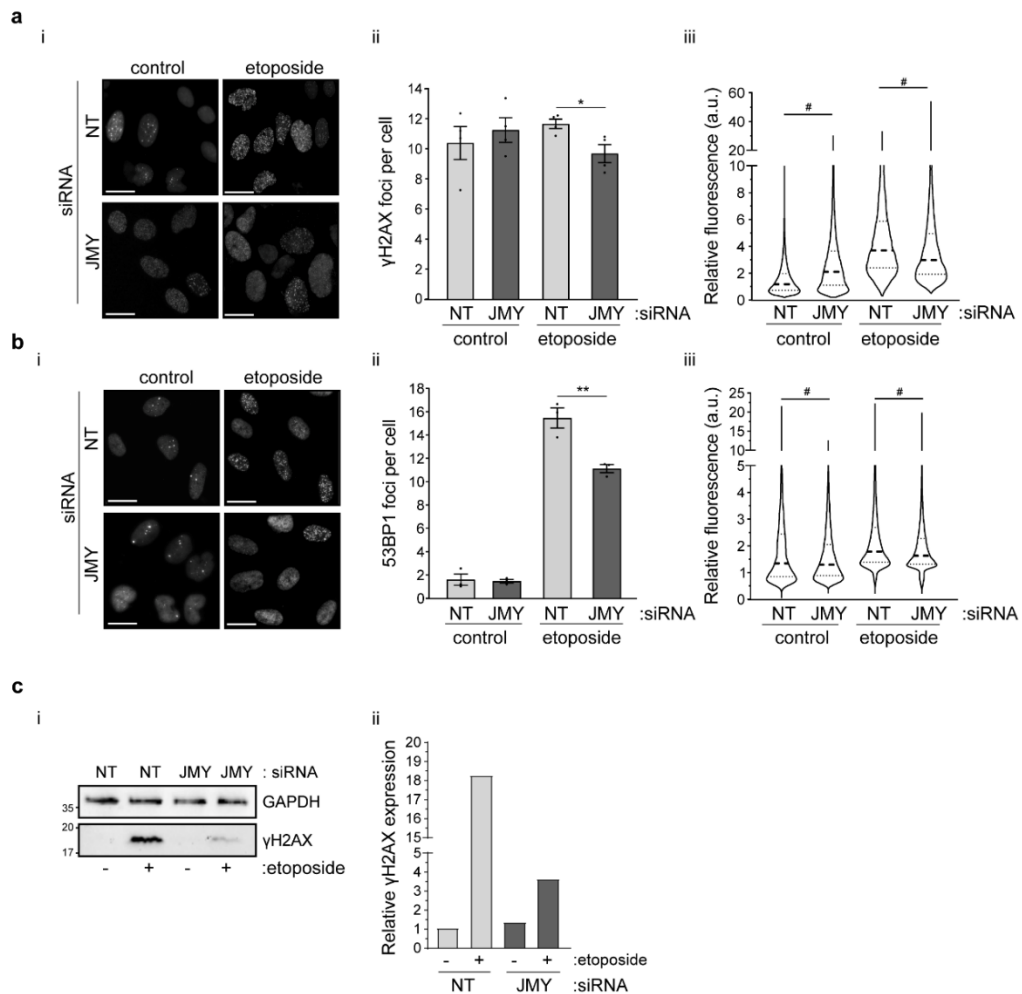 a
i
ii
iii
control
etoposide
siRNA
NT
JMY
γH2AX foci per cell
14
12
10
8
6
4
2
0
*
NT JMY NT JMY :siRNA
control etoposide
Relative fluorescence (a.u.)
60
40
20
10
8
6
4
2
0
#
#
NT JMY NT JMY :siRNA
control etoposide
b
i
ii
iii
control
etoposide
siRNA
NT
JMY
53BP1 foci per cell
18
16
14
12
10
8
6
4
2
0
**
NT JMY NT JMY :siRNA
control etoposide
Relative fluorescence (a.u.)
25
20
15
10
5
4
3
2
1
0
#
#
NT JMY NT JMY :siRNA
control etoposide
c
i
ii
NT NT JMY JMY : siRNA
35
GAPDH
20
17
γH2AX
- + - + :etoposide
Relative γH2AX expression
20
19
18
17
16
15
14
13
12
11
5
4
3
2
1
0
- + - + :etoposide
NT JMY :siRNA